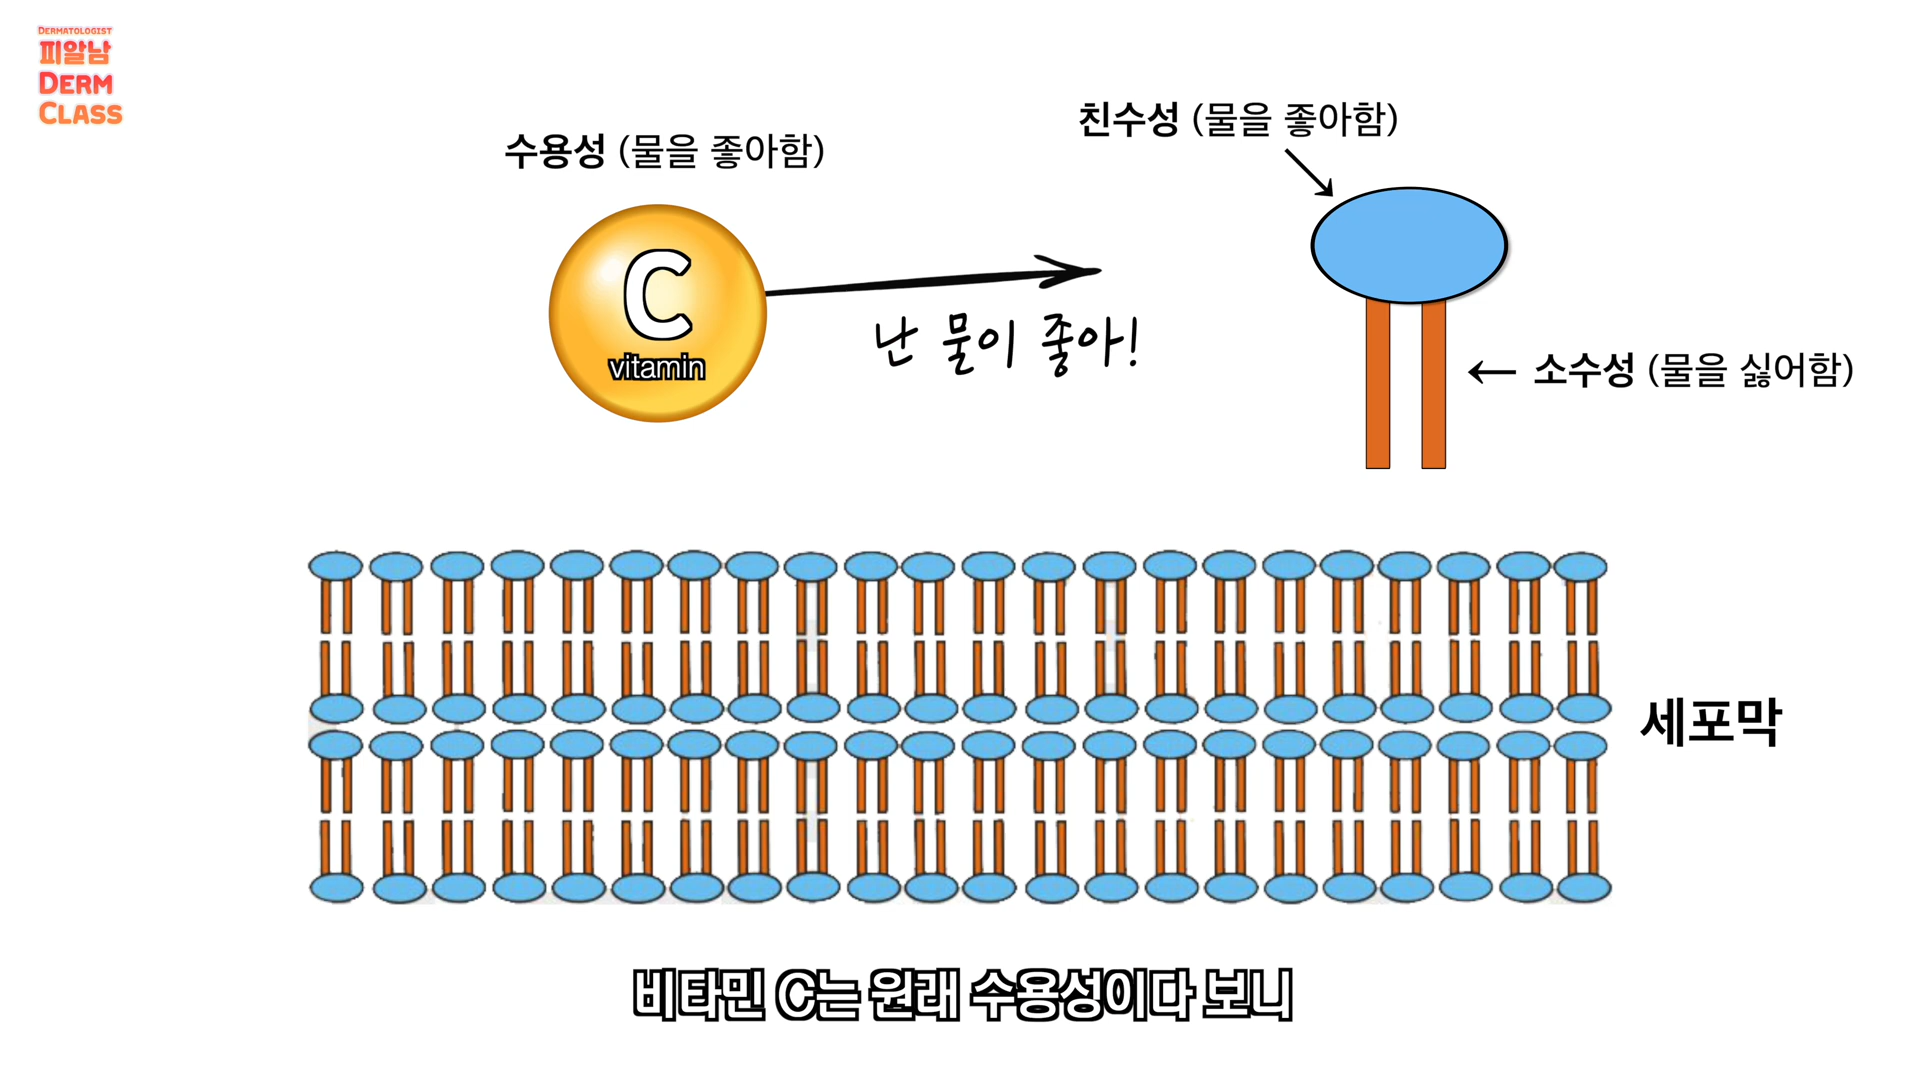 DERMATOLOGIST
피알남
DERM
CLASS
친수성 (물을 좋아함)
수용성 (물을 좋아함)
C
vitamin
난 물이 좋아!
소수성 (물을 싫어함)
세포막
비타민 C는 원래 수용성이다 보니